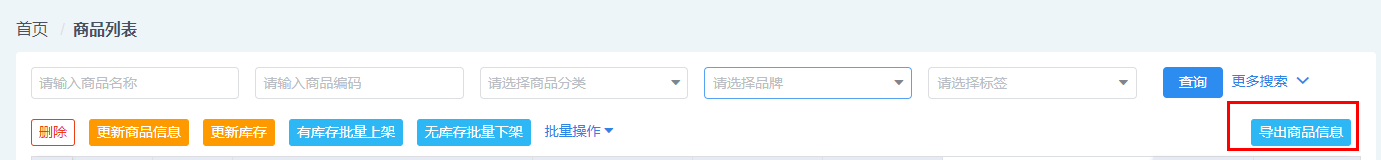 首页 / 商品列表
请输入商品名称 请输入商品编码 请选择商品分类 请选择品牌 请选择标签 查询 更多搜索
删除 更新商品信息 更新库存 有库存批量上架 无库存批量下架 批量操作 导出商品信息